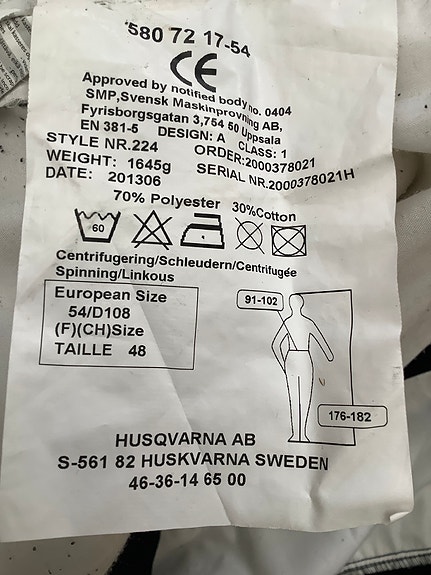 580 72 17-54
CE
Approved by notified body no. 0404
SMP,Svensk Maskinprovning AB,
Fyrisborgsgatan 3,754 50 Uppsala
EN 381-5 DESIGN: A CLASS: 1
STYLE NR.224 ORDER:2000378021
WEIGHT: 1645g SERIAL NR.2000378021H
DATE: 201306
70% Polyester 30%Cotton
60
Centrifugering/Schleudern/Centrifugée
Spinning/Linkous
European Size
54/D108
(F)(CH)Size
TAILLE 48
91-102
176-182
HUSQVARNA AB
S-561 82 HUSKVARNA SWEDEN
46-36-14 65 00